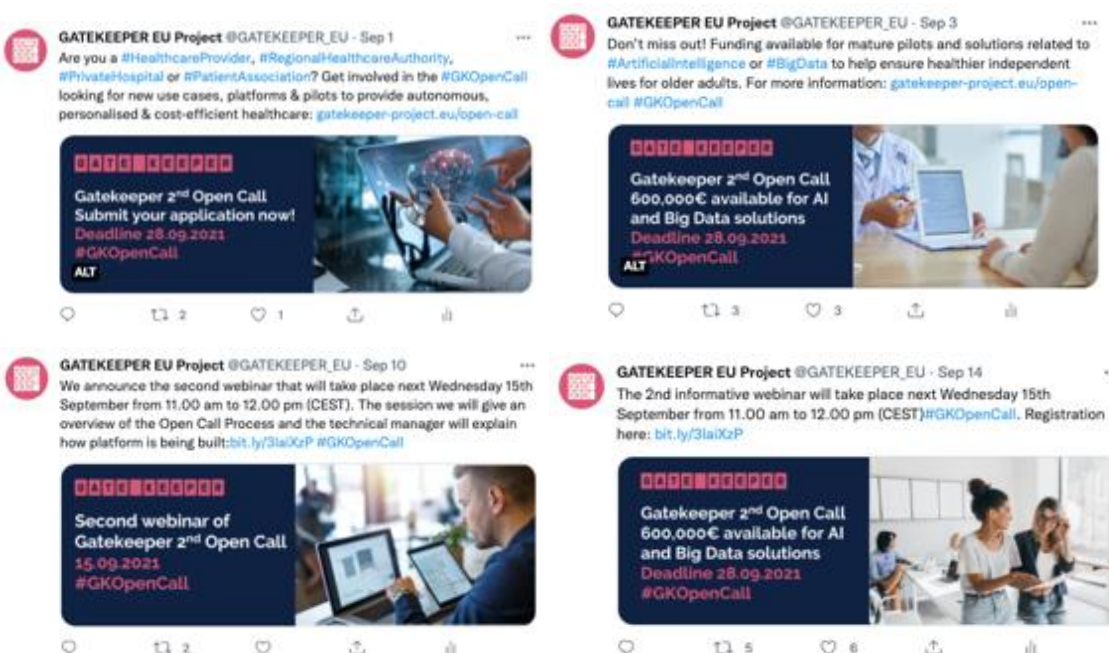 GATEKEEPER EU Project @GATEKEEPER_EU · Sep 1
Are you a #HealthcareProvider, #RegionalHealthcareAuthority,
#PrivateHospital or #PatientAssociation? Get involved in the #GKOpenCall
looking for new use cases, platforms & pilots to provide autonomous,
personalised & cost-efficient healthcare: gatekeeper-project.eu/open-call
GATE KEEPER
Gatekeeper 2nd Open Call
Submit your application now!
Deadline 28.09.2021
#GKOpenCall
ALT
2 1
GATEKEEPER EU Project @GATEKEEPER_EU · Sep 3
Don't miss out! Funding available for mature pilots and solutions related to
#ArtificialIntelligence or #BigData to help ensure healthier independent
lives for older adults. For more information: gatekeeper-project.eu/open-
call #GKOpenCall
GATE KEEPER
Gatekeeper 2nd Open Call
600,000€ available for AI
and Big Data solutions
Deadline 28.09.2021
#GKOpenCall
ALT
3 3
GATEKEEPER EU Project @GATEKEEPER_EU · Sep 10
We announce the second webinar that will take place next Wednesday 15th
September from 11.00 am to 12.00 pm (CEST). The session we will give an
overview of the Open Call Process and the technical manager will explain
how platform is being built:bit.ly/3laiXzP #GKOpenCall
GATE KEEPER
Second webinar of
Gatekeeper 2nd Open Call
15.09.2021
#GKOpenCall
2
GATEKEEPER EU Project @GATEKEEPER_EU · Sep 14
The 2nd informative webinar will take place next Wednesday 15th
September from 11.00 am to 12.00 pm (CEST)#GKOpenCall. Registration
here: bit.ly/3laiXzP
GATE KEEPER
Gatekeeper 2nd Open Call
600,000€ available for AI
and Big Data solutions
Deadline 28.09.2021
#GKOpenCall
5 6